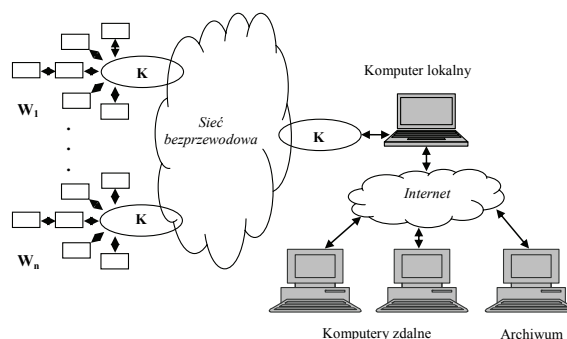 K
Komputer lokalny
W1
Sieć
bezprzewodowa
K
.
.
.
Internet
K
Wn
Komputery zdalne
Archiwum